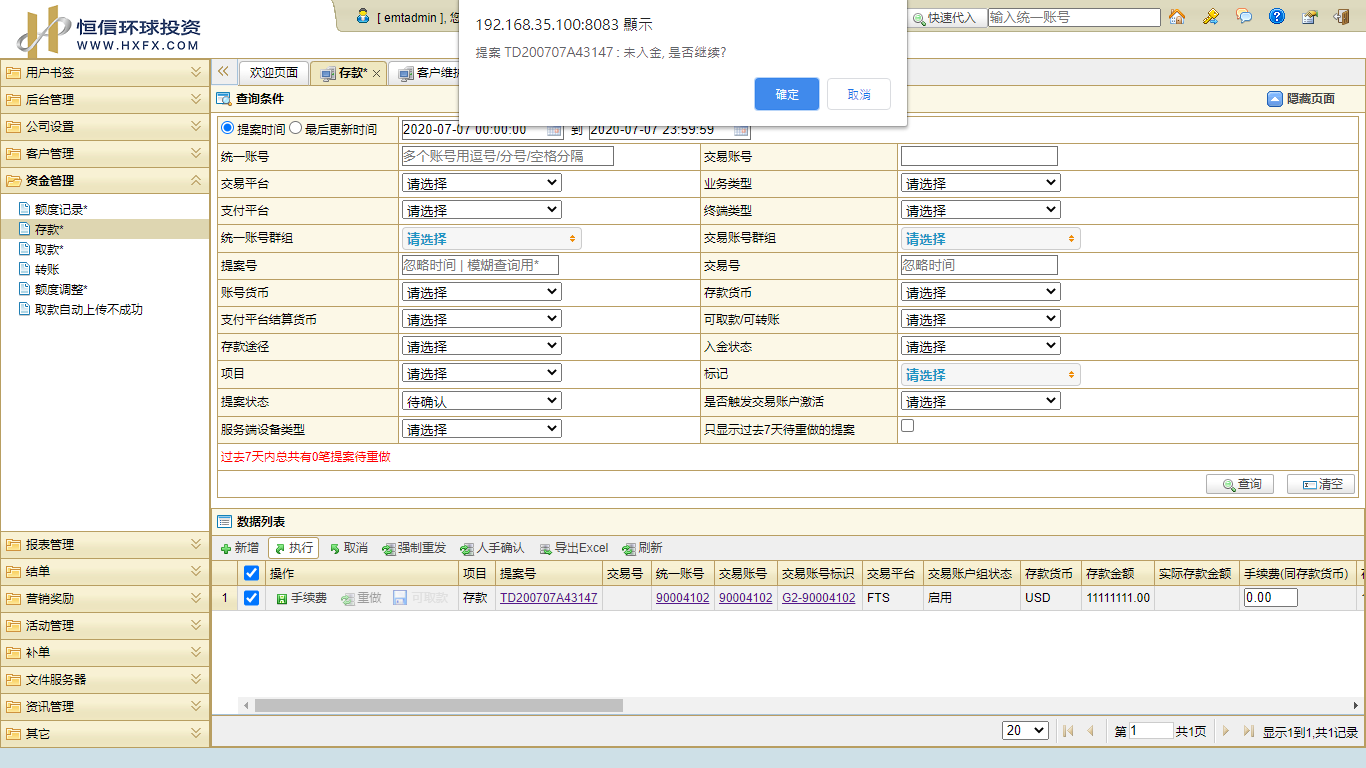 恒信环球投资
WWW.HXFX.COM
[ emtadmin ], 您
快速代入
输入统一账号
192.168.35.100:8083 顯示
提案 TD200707A43147 : 未入金, 是否继续?
確定
取消
用户书签
后台管理
公司设置
客户管理
资金管理
额度记录*
存款*
取款*
转账
额度调整*
取款自动上传不成功
报表管理
结单
营销奖励
活动管理
补单
文件服务器
资讯管理
其它
欢迎页面
存款*
客户维护
查询条件
隐藏页面
提案时间 最后更新时间 2020-07-07 00:00:00 到 2020-07-07 23:59:59
统一账号 多个账号用逗号/分号/空格分隔 交易账号
交易平台 请选择 业务类型 请选择
支付平台 请选择 终端类型 请选择
统一账号群组 请选择 交易账号群组 请选择
提案号 忽略时间 | 模糊查询用* 交易号 忽略时间
账号货币 请选择 存款货币 请选择
支付平台结算货币 请选择 可取款/可转账 请选择
存款途径 请选择 入金状态 请选择
项目 请选择 标记 请选择
提案状态 待确认 是否触发交易账户激活 请选择
服务端设备类型 请选择 只显示过去7天待重做的提案
过去7天内总共有0笔提案待重做
查询 清空
数据列表
新增 执行 取消 强制重发 人手确认 导出Excel 刷新
操作 项目 提案号 交易号 统一账号 交易账号 交易账号标识 交易平台 交易账户组状态 存款货币 存款金额 实际存款金额 手续费(同存款货币)
1 手续费 重做 可取款 存款 TD200707A43147 90004102 90004102 G2-90004102 FTS 启用 USD 11111111.00 0.00
20 第 1 共1页 显示1到1,共1记录